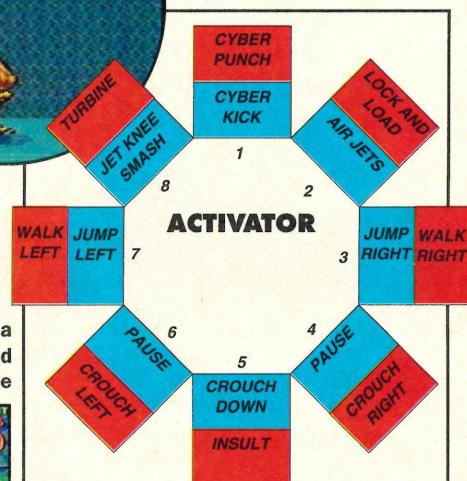 CYBER
PUNCH
CYBER
KICK
1
LOCK AND
LOAD
AIR JETS
2
TURBINE
JET KNEE
SMASH
8
ACTIVATOR
WALK
LEFT
JUMP
LEFT
7
3
JUMP
RIGHT
WALK
RIGHT
a
d
e
6
PAUSE
CROUCH
LEFT
5
CROUCH
DOWN
INSULT
4
PAUSE
CROUCH
RIGHT